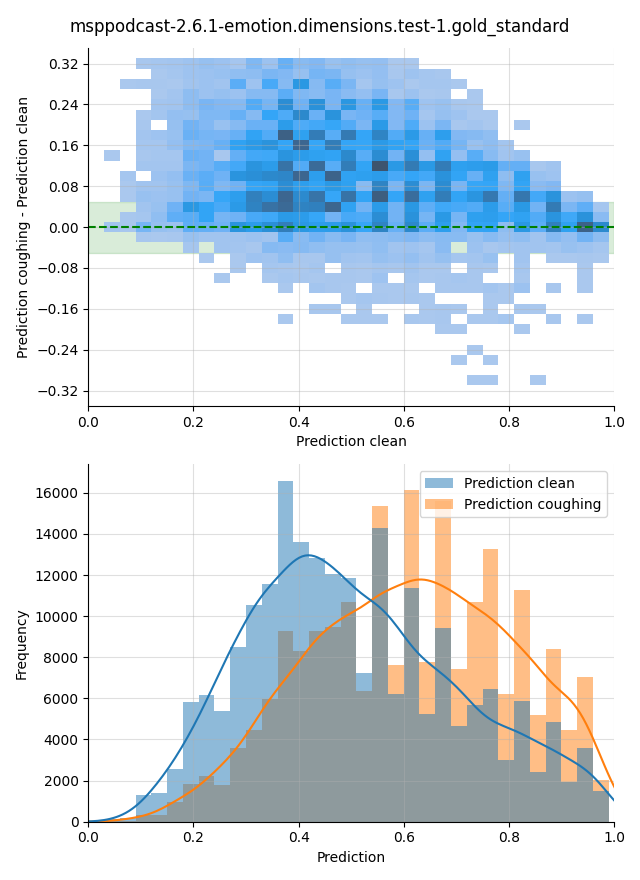 msppodcast-2.6.1-emotion.dimensions.test-1.gold_standard
Prediction coughing - Prediction clean
0.32
0.24
0.16
0.08
0.00
−0.08
−0.16
−0.24
−0.32
0.0 0.2 0.4 0.6 0.8 1.0
Prediction clean
Frequency
16000
14000
12000
10000
8000
6000
4000
2000
0
Prediction clean
Prediction coughing
0.0 0.2 0.4 0.6 0.8 1.0
Prediction